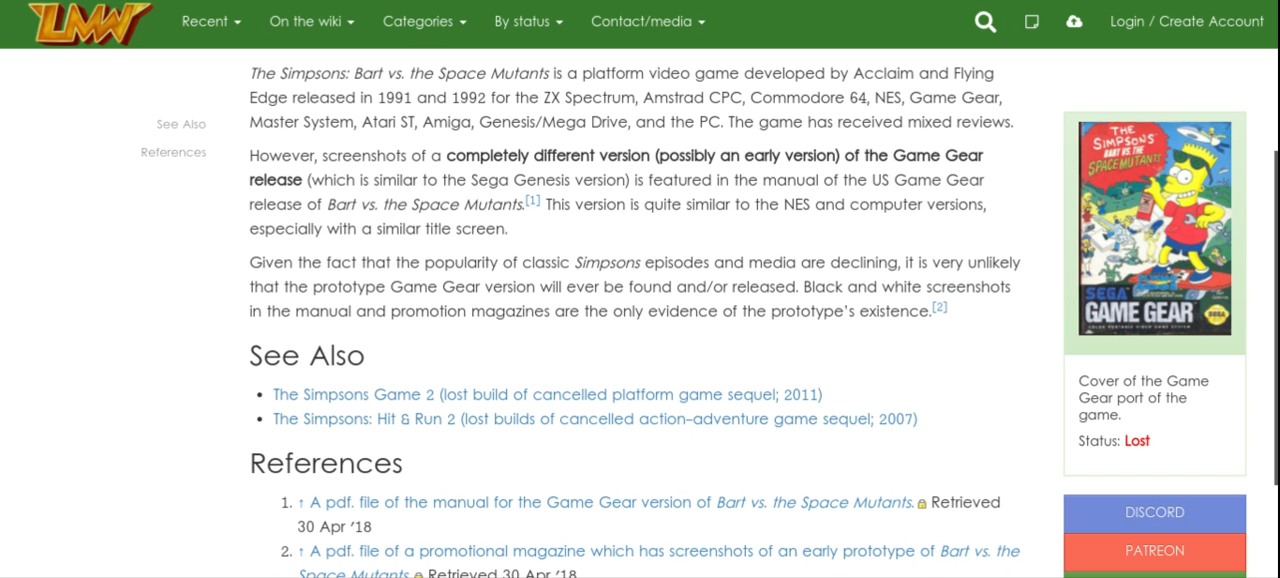 LMW Recent On the wiki Categories By status Contact/media Login / Create Account
See Also
References
The Simpsons: Bart vs. the Space Mutants is a platform video game developed by Acclaim and Flying
Edge released in 1991 and 1992 for the ZX Spectrum, Amstrad CPC, Commodore 64, NES, Game Gear,
Master System, Atari ST, Amiga, Genesis/Mega Drive, and the PC. The game has received mixed reviews.
However, screenshots of a completely different version (possibly an early version) of the Game Gear
release (which is similar to the Sega Genesis version) is featured in the manual of the US Game Gear
release of Bart vs. the Space Mutants.[1] This version is quite similar to the NES and computer versions,
especially with a similar title screen.
Given the fact that the popularity of classic Simpsons episodes and media are declining, it is very unlikely
that the prototype Game Gear version will ever be found and/or released. Black and white screenshots
in the manual and promotion magazines are the only evidence of the prototype's existence.[2]
See Also
• The Simpsons Game 2 (lost build of cancelled platform game sequel; 2011)
• The Simpsons: Hit & Run 2 (lost builds of cancelled action-adventure game sequel; 2007)
References
1. ↑ A pdf. file of the manual for the Game Gear version of Bart vs. the Space Mutants. Retrieved
30 Apr '18
2. ↑ A pdf. file of a promotional magazine which has screenshots of an early prototype of Bart vs. the
Space Mutants Retrieved 30 Apr '18
THE
SIMPSONS
BART VS. THE
SPACE MUTANTS
SEGA
GAME GEAR
COLOR PORTABLE VIDEO GAME SYSTEM
Cover of the Game
Gear port of the
game.
Status: Lost
DISCORD
PATREON